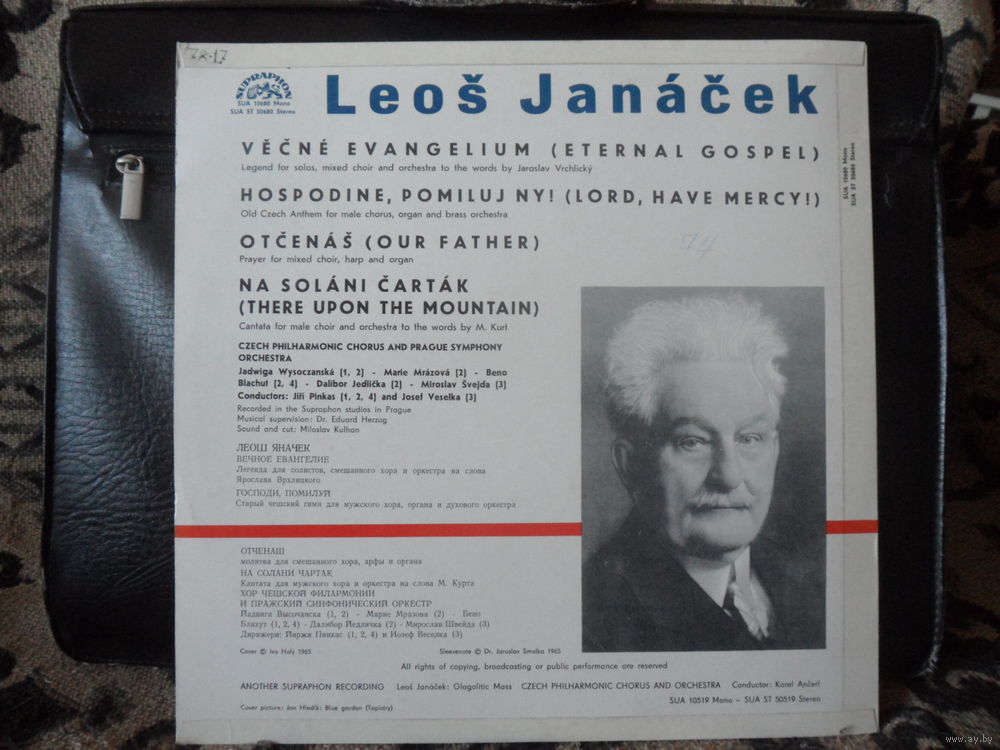 78-17
SUPRAPHON
SUA 10680 Mono
SUA ST 50680 Stereo
Leoš Janáček
VĚČNÉ EVANGELIUM (ETERNAL GOSPEL)
Legend for solos, mixed choir and orchestra to the words by Jaroslav Vrchlický
HOSPODINE, POMILUJ NY! (LORD, HAVE MERCY!)
Old Czech Anthem for male chorus, organ and brass orchestra
OTČENÁŠ (OUR FATHER)
Prayer for mixed choir, harp and organ
74
NA SOLÁNI ČARTÁK
(THERE UPON THE MOUNTAIN)
Cantata for male choir and orchestra to the words by M. Kurt
CZECH PHILHARMONIC CHORUS AND PRAGUE SYMPHONY
ORCHESTRA
Jadwiga Wysoczanská (1, 2) - Marie Mrázová (2) - Beno
Blachut (2, 4) - Dalibor Jedlička (2) - Miroslav Švejda (3)
Conductors: Jiří Pinkas (1, 2, 4) and Josef Veselka (3)
Recorded in the Supraphon studios in Prague
Musical supervision: Dr. Eduard Herzog
Sound and cut: Miloslav Kulhan
ЛЕОШ ЯНАЧЕК
ВЕЧНОЕ ЕВАНГЕЛИЕ
Легенда для солистов, смешанного хора и оркестра на слова
Ярослава Врхлицкого
ГОСПОДИ, ПОМИЛУЙ
Старый чешский гимн для мужского хора, органа и духового оркестра
ОТЧЕНАШ
молитва для смешанного хора, арфы и органа
НА СОЛАНИ ЧАРТАК
Кантата для мужского хора и оркестра на слова М. Курта
ХОР ЧЕШСКОЙ ФИЛАРМОНИИ
И ПРАЖСКИЙ СИМФОНИЧЕСКИЙ ОРКЕСТР
Йадвига Высочанска (1, 2) - Марие Мразова (2) - Бено
Бляхут (1, 2, 4) - Далибор Йедличка (2) - Мирослав Швейда (3)
Дирижери: Йиржи Пинкас (1, 2, 4) и Иозеф Веселка (3)
Cover © Ivo Holý 1965
Sleevenote © Dr. Jaroslav Smolka 1965
All rights of copying, broadcasting or public performance are reserved
ANOTHER SUPRAPHON RECORDING Leoš Janáček: Glagolitic Mass CZECH PHILHARMONIC CHORUS AND ORCHESTRA Conductor: Karel Ančerl
SUA 10519 Mono – SUA ST 50519 Stereo
Cover picture: Jan Hladík: Blue garden (Tapistry)
SUA 10680 Mono
SUA ST 50680 Stereo
www.ay.by